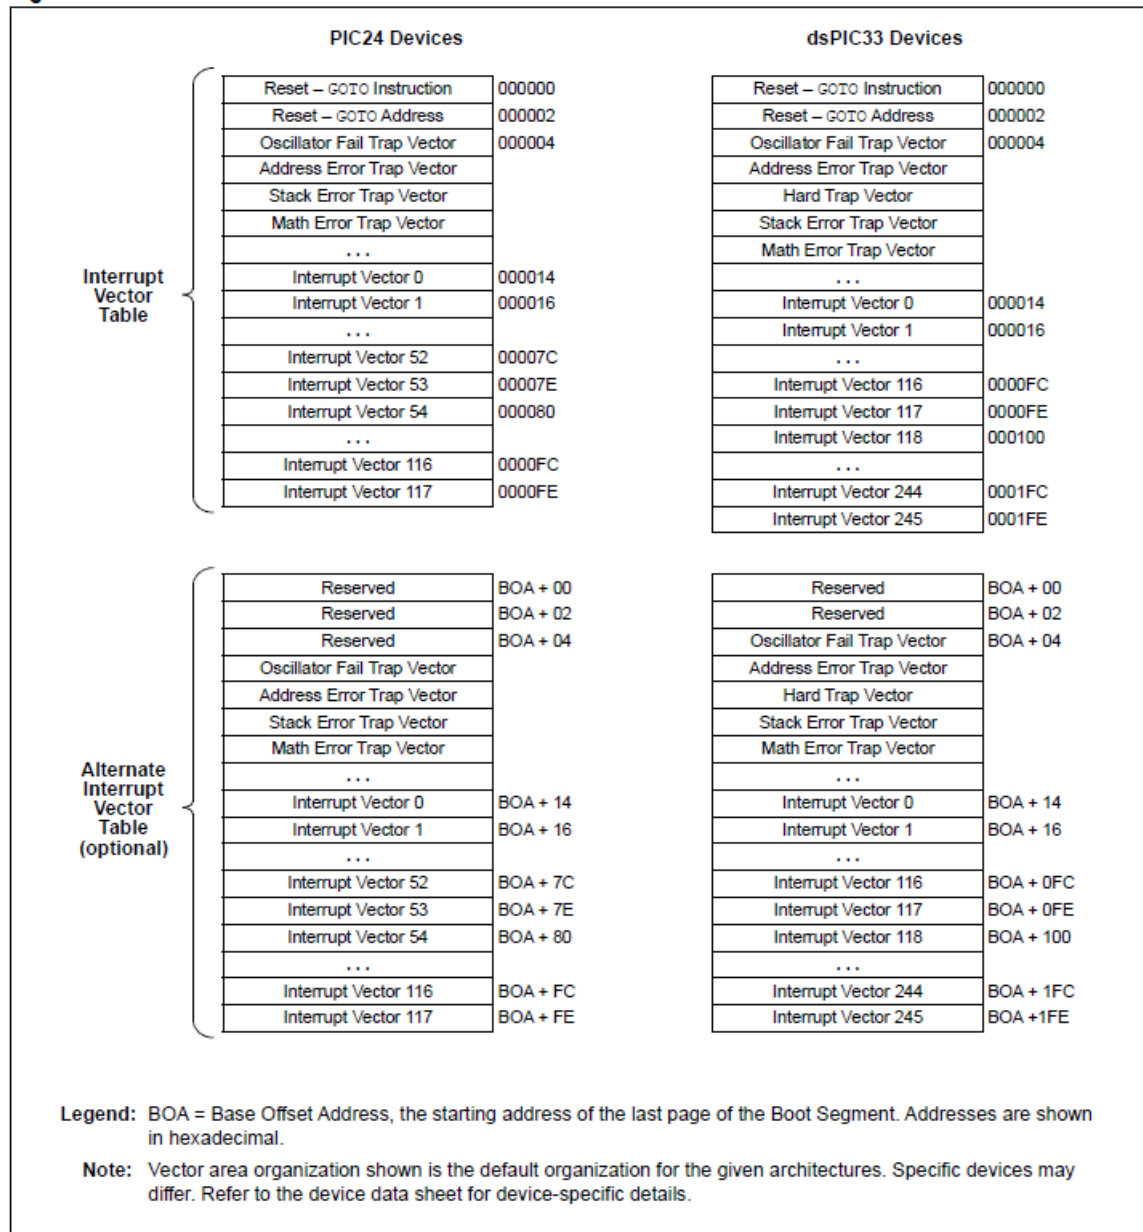 PIC24 Devices
dsPIC33 Devices
Interrupt
Vector
Table
Reset – GOTO Instruction 000000
Reset – GOTO Address 000002
Oscillator Fail Trap Vector 000004
Address Error Trap Vector
Stack Error Trap Vector
Math Error Trap Vector
...
Interrupt Vector 0 000014
Interrupt Vector 1 000016
...
Interrupt Vector 52 00007C
Interrupt Vector 53 00007E
Interrupt Vector 54 000080
...
Interrupt Vector 116 0000FC
Interrupt Vector 117 0000FE
Reset – GOTO Instruction 000000
Reset – GOTO Address 000002
Oscillator Fail Trap Vector 000004
Address Error Trap Vector
Hard Trap Vector
Stack Error Trap Vector
Math Error Trap Vector
...
Interrupt Vector 0 000014
Interrupt Vector 1 000016
...
Interrupt Vector 116 0000FC
Interrupt Vector 117 0000FE
Interrupt Vector 118 000100
...
Interrupt Vector 244 0001FC
Interrupt Vector 245 0001FE
Alternate
Interrupt
Vector
Table
(optional)
Reserved BOA + 00
Reserved BOA + 02
Reserved BOA + 04
Oscillator Fail Trap Vector
Address Error Trap Vector
Stack Error Trap Vector
Math Error Trap Vector
...
Interrupt Vector 0 BOA + 14
Interrupt Vector 1 BOA + 16
...
Interrupt Vector 52 BOA + 7C
Interrupt Vector 53 BOA + 7E
Interrupt Vector 54 BOA + 80
...
Interrupt Vector 116 BOA + FC
Interrupt Vector 117 BOA + FE
Reserved BOA + 00
Reserved BOA + 02
Oscillator Fail Trap Vector BOA + 04
Address Error Trap Vector
Hard Trap Vector
Stack Error Trap Vector
Math Error Trap Vector
...
Interrupt Vector 0 BOA + 14
Interrupt Vector 1 BOA + 16
...
Interrupt Vector 116 BOA + 0FC
Interrupt Vector 117 BOA + 0FE
Interrupt Vector 118 BOA + 100
...
Interrupt Vector 244 BOA + 1FC
Interrupt Vector 245 BOA +1FE
Legend: BOA = Base Offset Address, the starting address of the last page of the Boot Segment. Addresses are shown
in hexadecimal.
Note: Vector area organization shown is the default organization for the given architectures. Specific devices may
differ. Refer to the device data sheet for device-specific details.